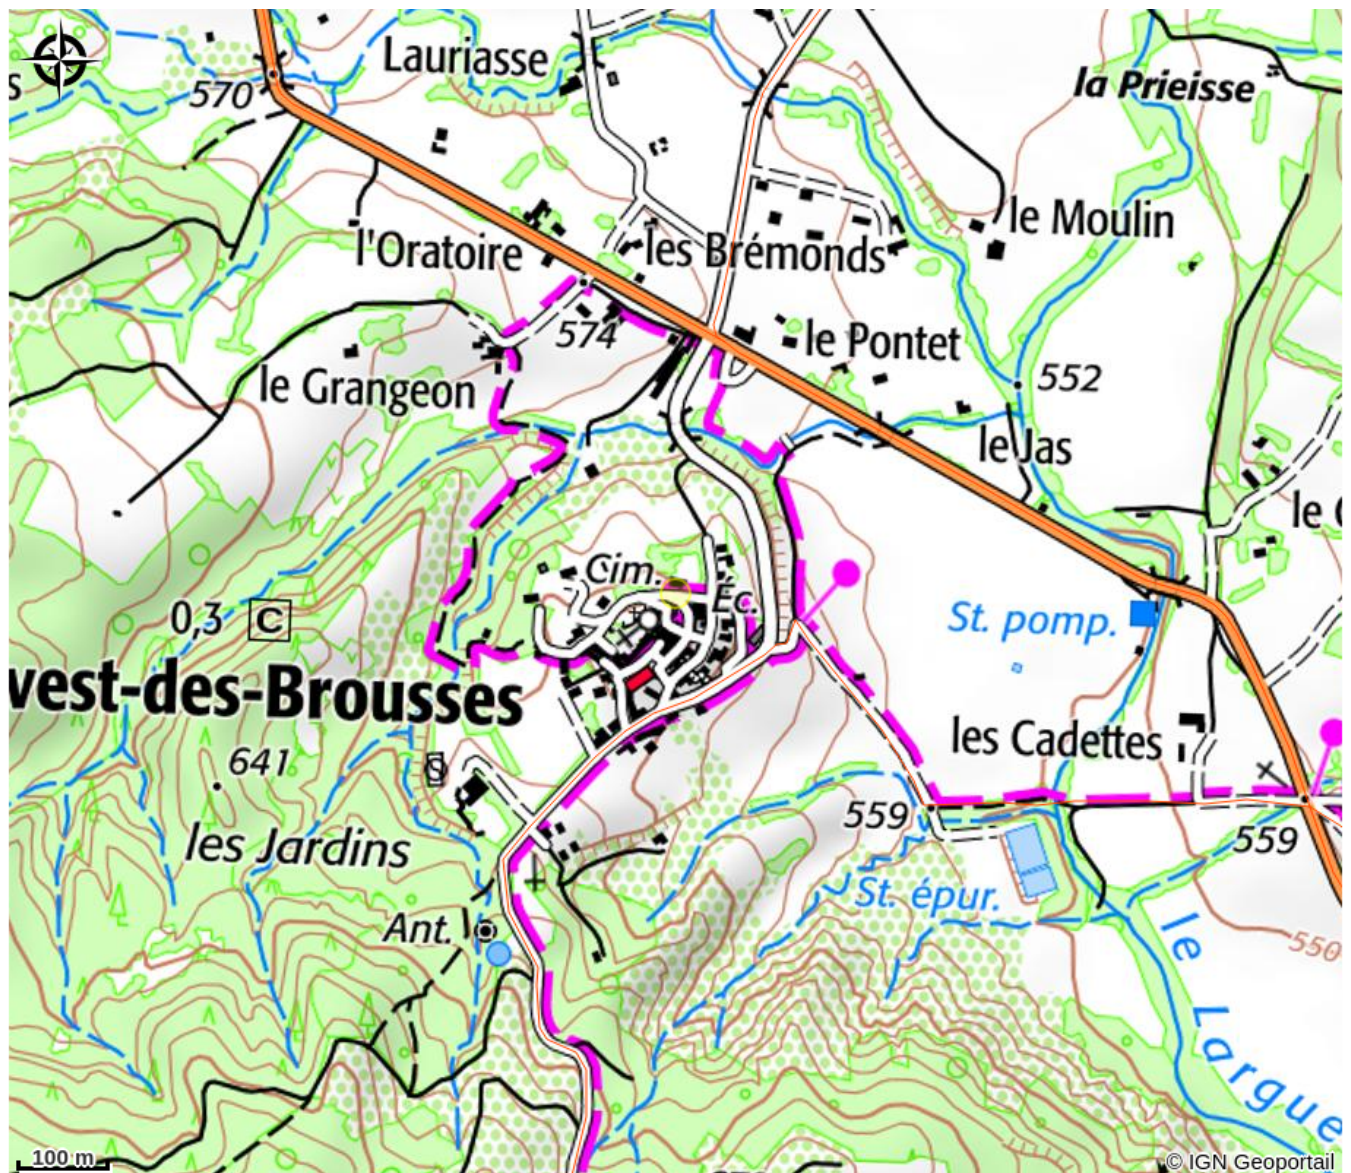 Lauriasse
570
la Prieisse
s
le Moulin
l'Oratoire
les Brémonds
574
le Pontet
552
le Grangeon
le Jas
le
Cim.
Éc.
0,3 C
St. pomp.
vest-des-Brousses
les Cadettes
641
559
559
les Jardins
St. épur.
Ant.
le
550
Largue
100 m
© IGN Geoportail